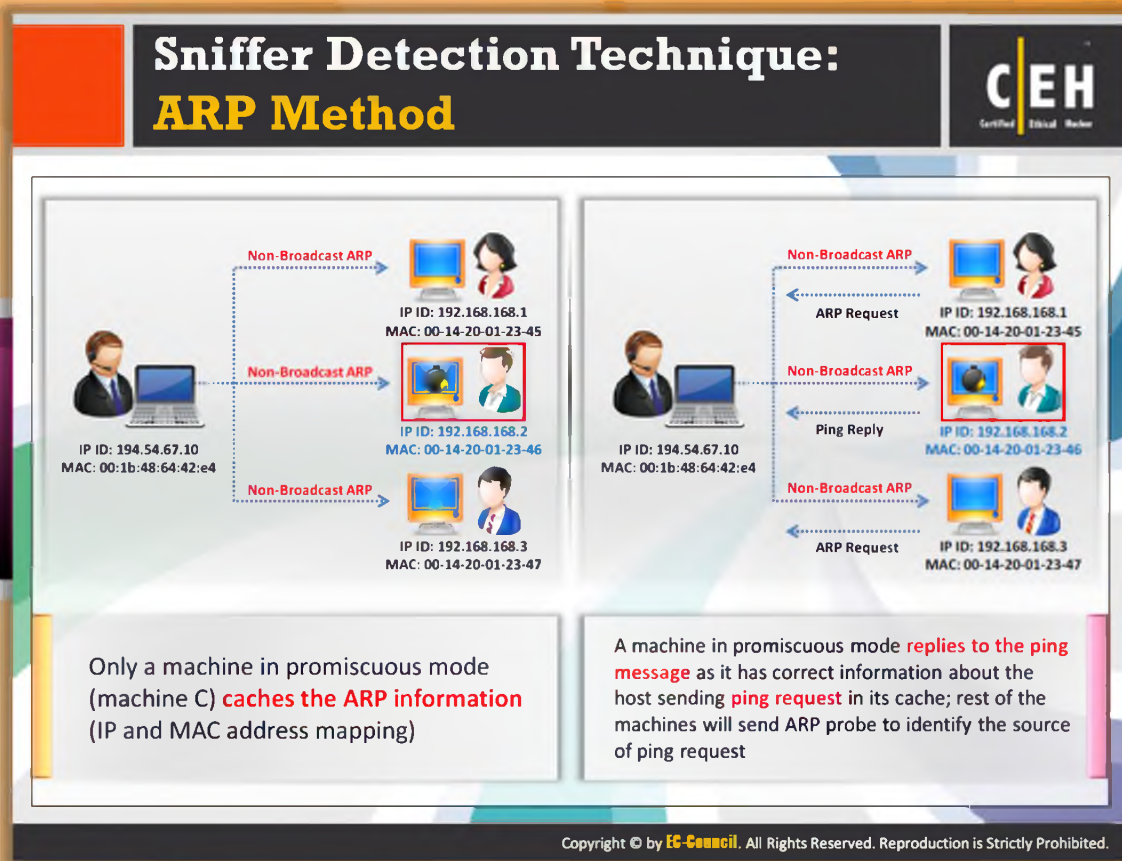 Sniffer Detection Technique:
ARP Method
C|EH
Certified Ethical Hacker
Non-Broadcast ARP
IP ID: 192.168.168.1
MAC: 00-14-20-01-23-45
Non-Broadcast ARP
IP ID: 192.168.168.2
MAC: 00-14-20-01-23-46
IP ID: 194.54.67.10
MAC: 00:1b:48:64:42:e4
Non-Broadcast ARP
IP ID: 192.168.168.3
MAC: 00-14-20-01-23-47
Non-Broadcast ARP
ARP Request
IP ID: 192.168.168.1
MAC: 00-14-20-01-23-45
Non-Broadcast ARP
Ping Reply
IP ID: 192.168.168.2
MAC: 00-14-20-01-23-46
IP ID: 194.54.67.10
MAC: 00:1b:48:64:42:e4
Non-Broadcast ARP
ARP Request
IP ID: 192.168.168.3
MAC: 00-14-20-01-23-47
Only a machine in promiscuous mode
(machine C) caches the ARP information
(IP and MAC address mapping)
A machine in promiscuous mode replies to the ping
message as it has correct information about the
host sending ping request in its cache; rest of the
machines will send ARP probe to identify the source
of ping request
Copyright © by EC-Council. All Rights Reserved. Reproduction is Strictly Prohibited.